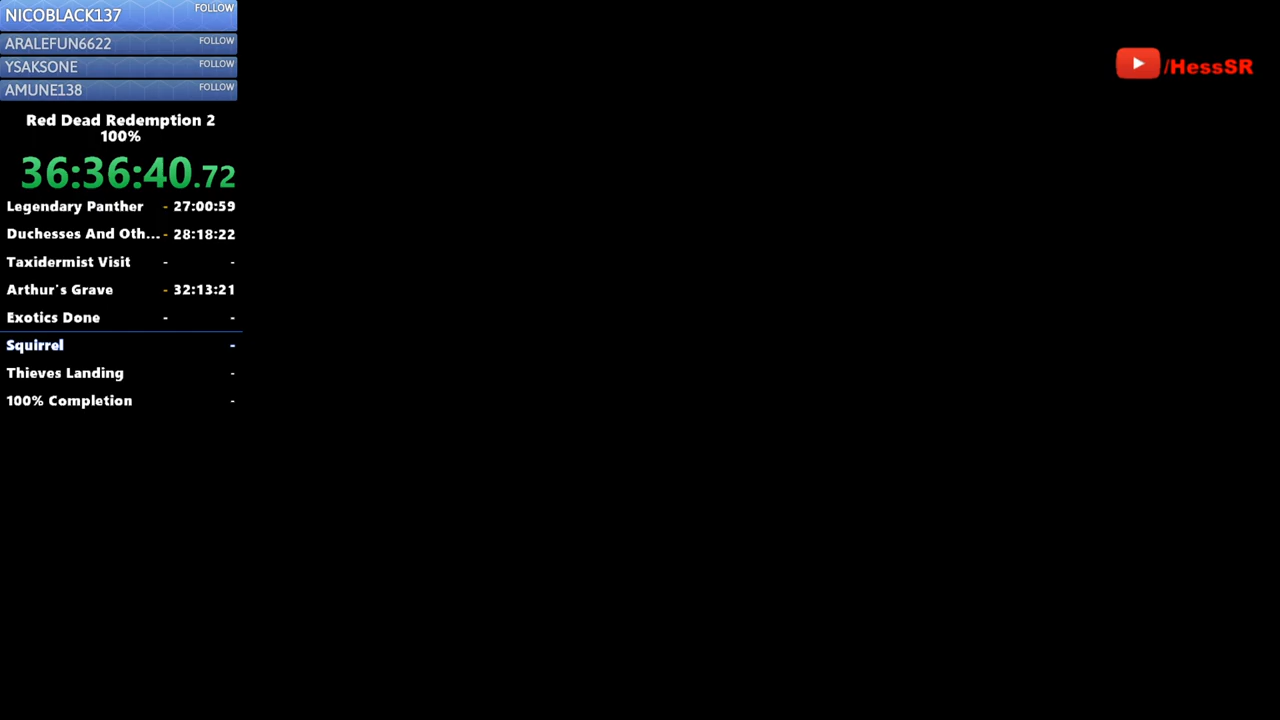 NICOBLACK137 FOLLOW
ARALEFUN6622 FOLLOW
YSAKSONE FOLLOW
AMUNE138 FOLLOW
/HessSR
Red Dead Redemption 2
100%
36:36:40.72
Legendary Panther - 27:00:59
Duchesses And Oth... - 28:18:22
Taxidermist Visit - -
Arthur's Grave - 32:13:21
Exotics Done - -
Squirrel -
Thieves Landing -
100% Completion -